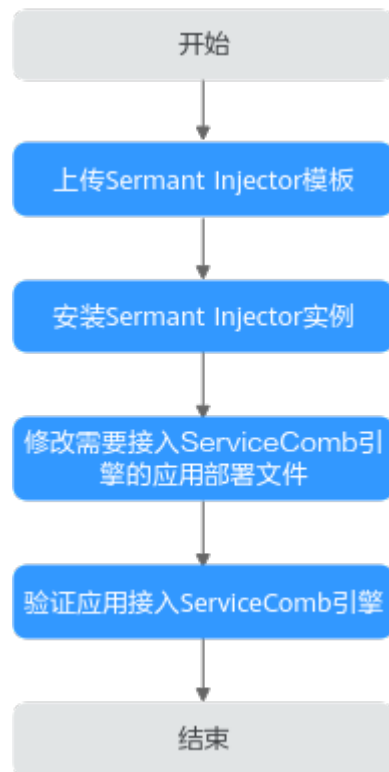 开始
上传Sermant Injector模板
安装Sermant Injector实例
修改需要接入ServiceComb引
擎的应用部署文件
验证应用接入ServiceComb引擎
结束